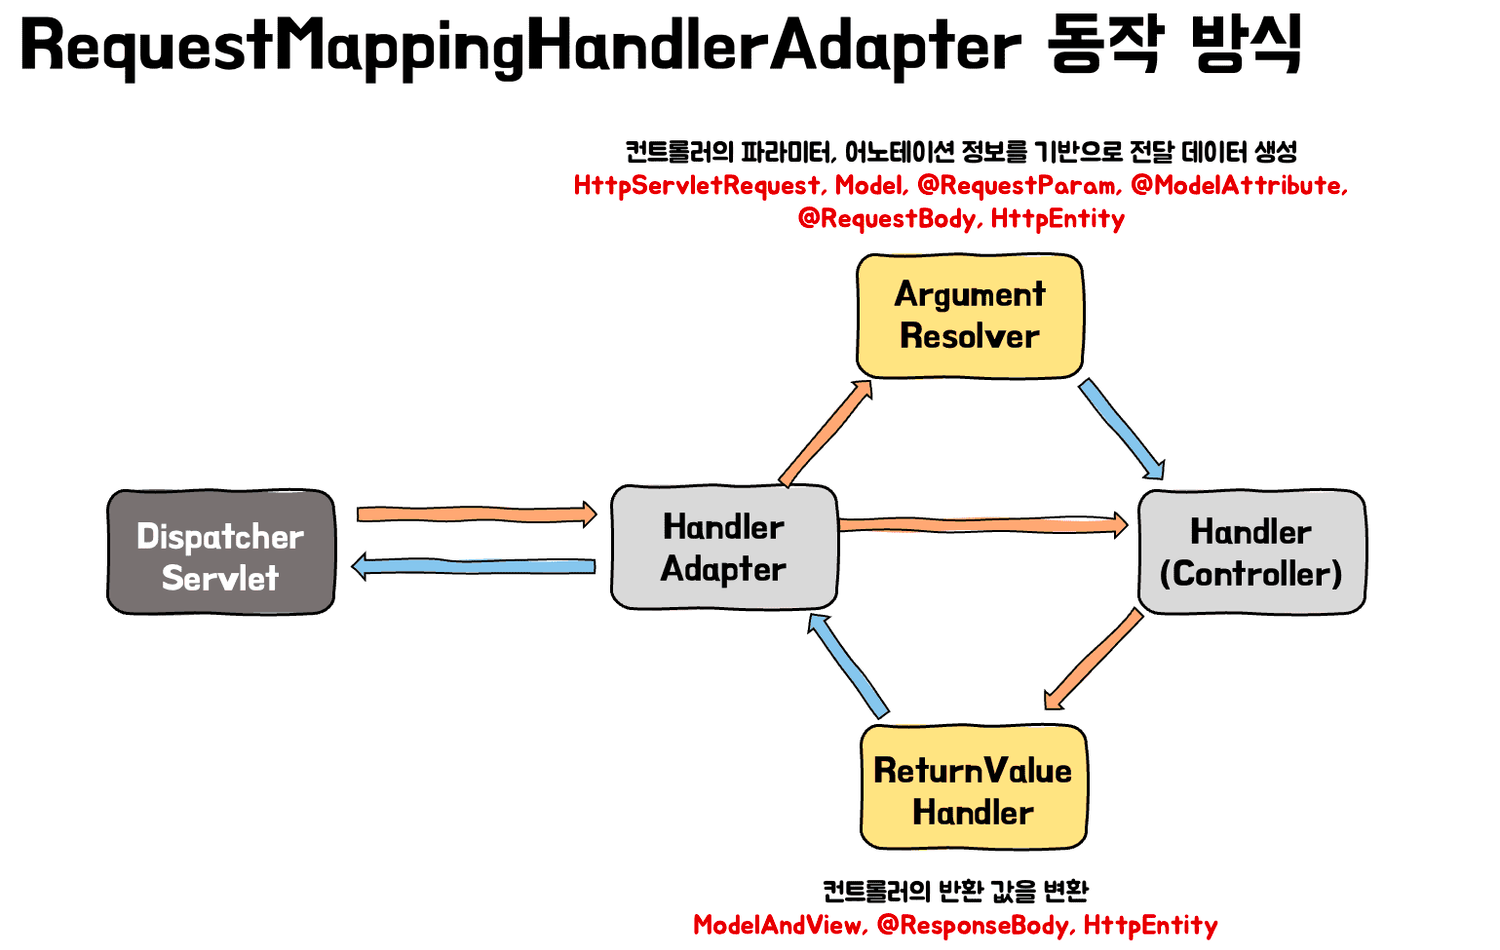 RequestMappingHandlerAdapter 동작 방식
컨트롤러의 파라미터, 어노테이션 정보를 기반으로 전달 데이터 생성
HttpServletRequest, Model, @RequestParam, @ModelAttribute,
@RequestBody, HttpEntity
Argument
Resolver
Dispatcher
Servlet
Handler
Adapter
Handler
(Controller)
ReturnValue
Handler
컨트롤러의 반환 값을 변환
ModelAndView, @ResponseBody, HttpEntity